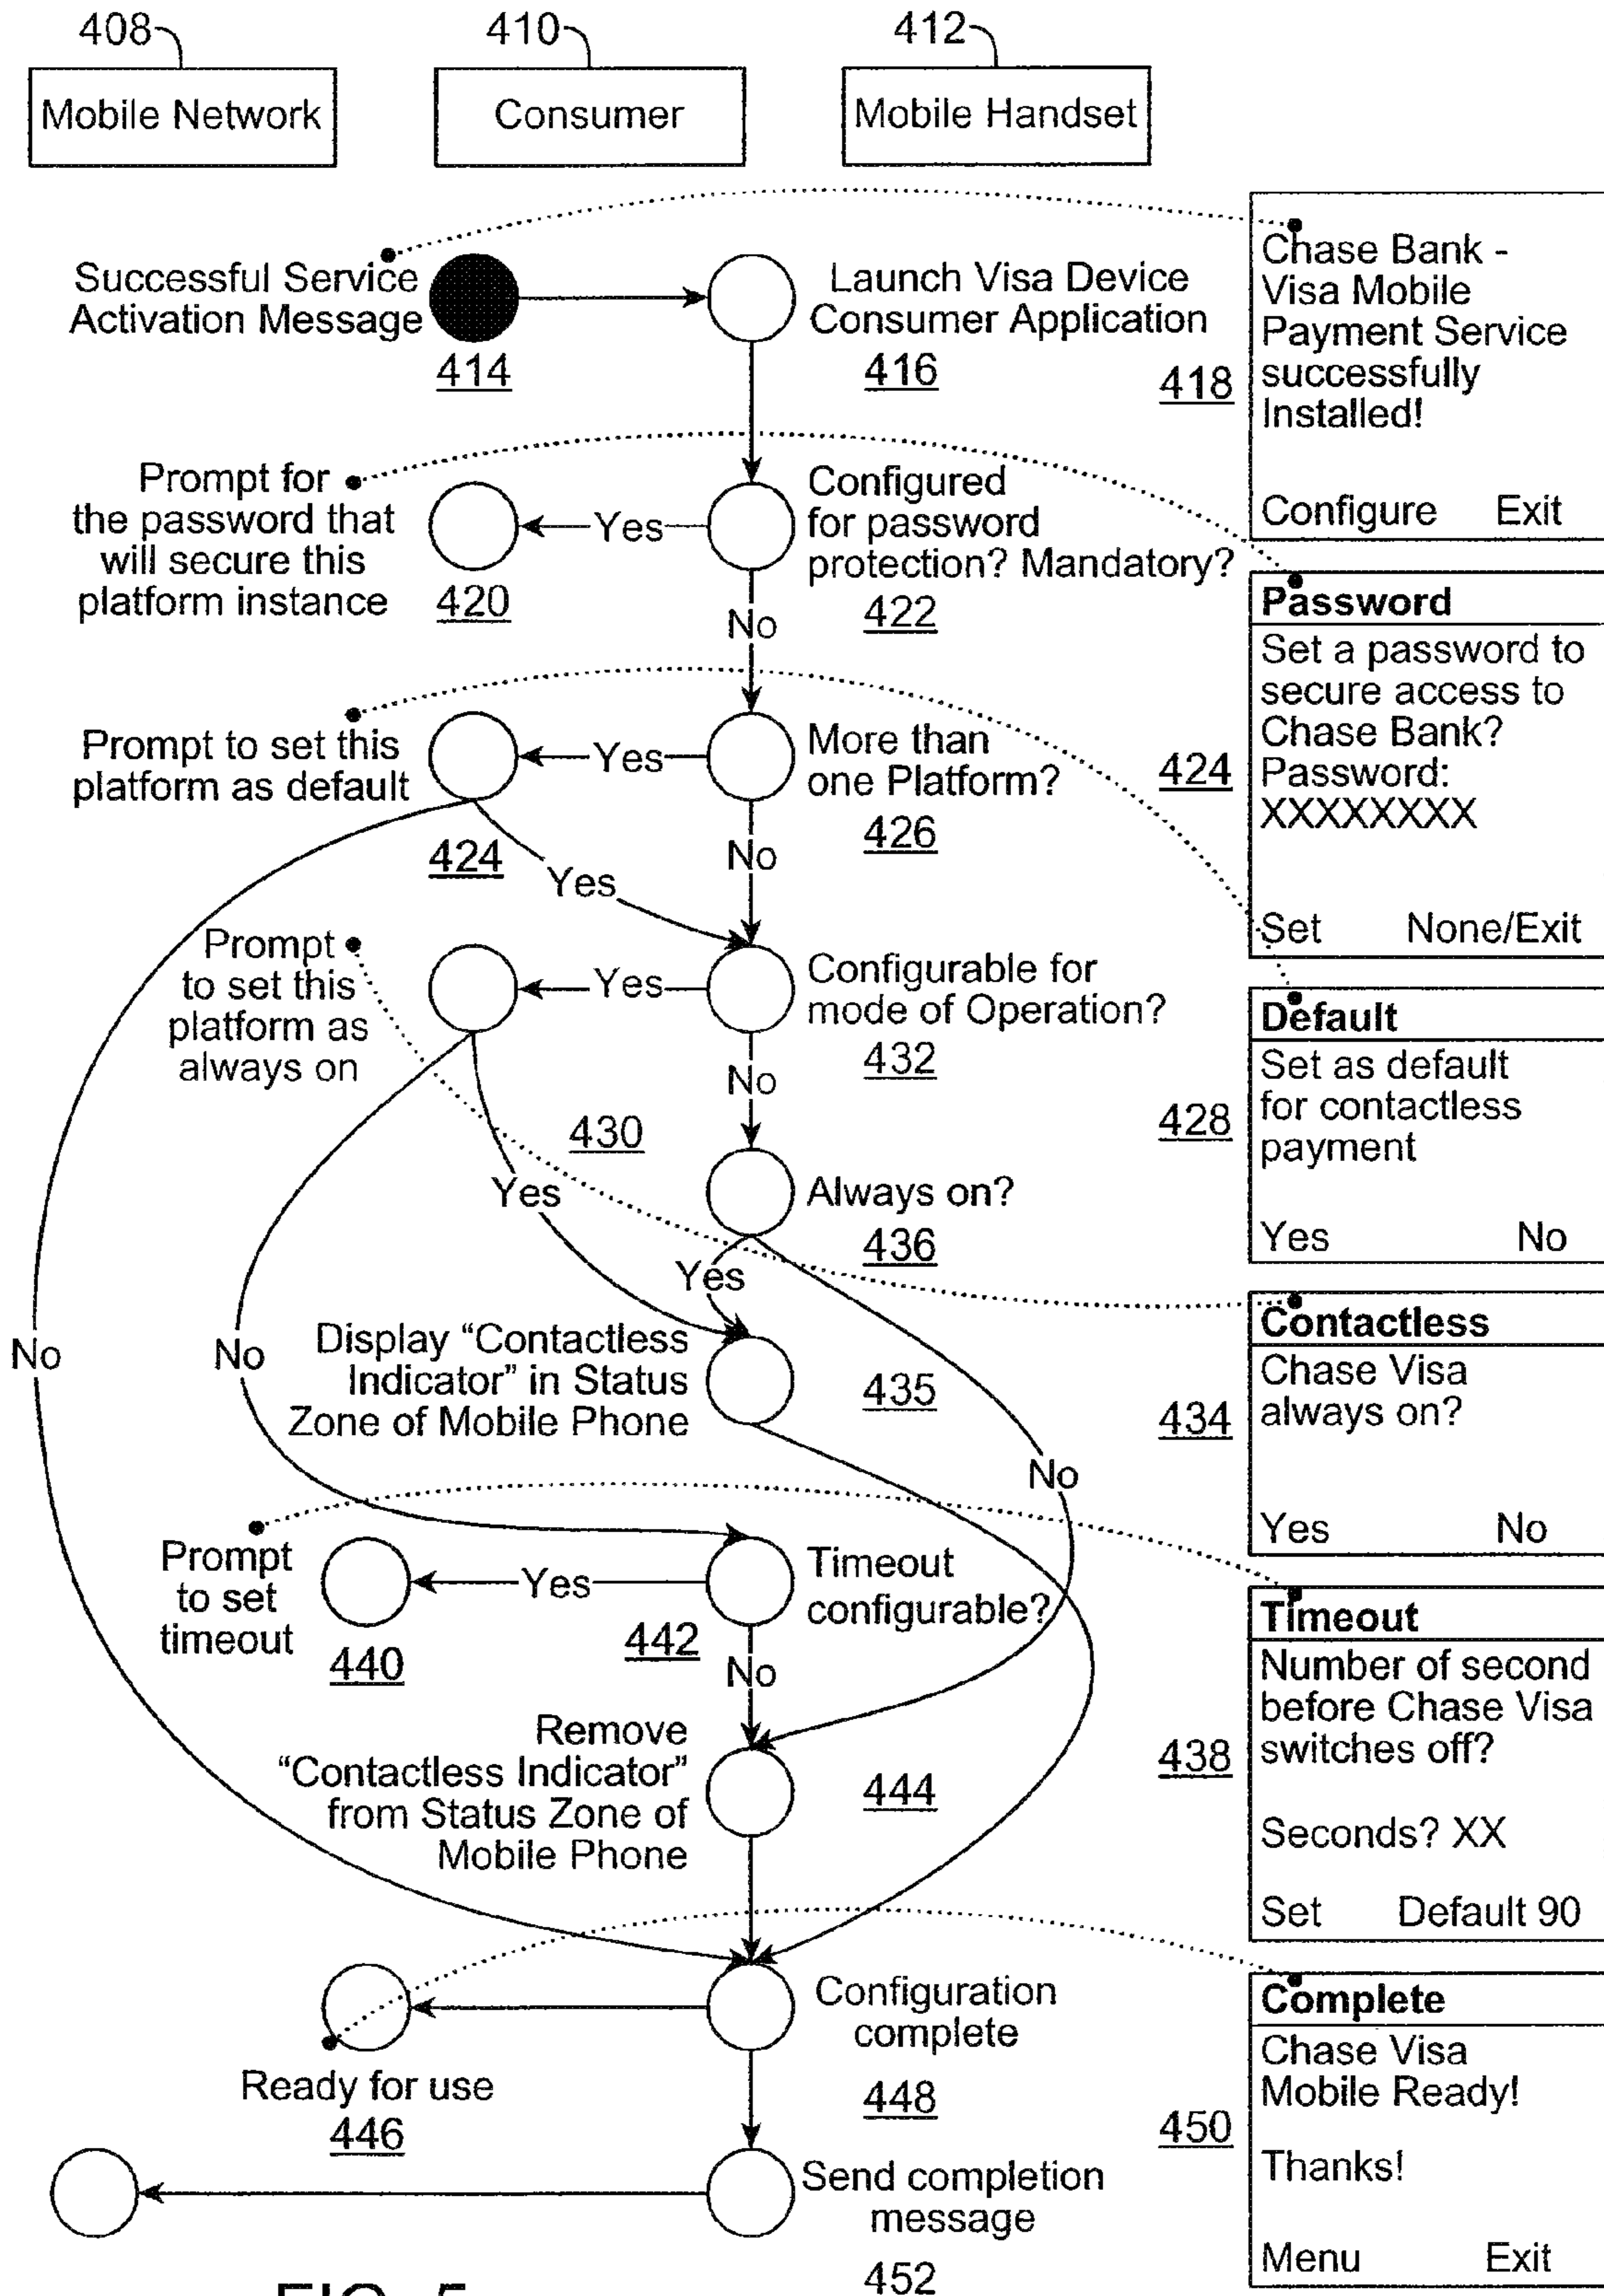 408
410
412
Mobile Network
Consumer
Mobile Handset
Successful Service
Activation Message
414
Launch Visa Device
Consumer Application
416
418
Chase Bank -
Visa Mobile
Payment Service
successfully
Installed!
Configure Exit
Prompt for
the password that
will secure this
platform instance
420
Yes
Configured
for password
protection? Mandatory?
422
No
Password
Set a password to
secure access to
Chase Bank?
Password:
XXXXXXXX
Set None/Exit
424
Prompt to set this
platform as default
424
Yes
More than
one Platform?
426
No
Yes
Default
Set as default
for contactless
payment
Yes No
428
Prompt
to set this
platform as
always on
430
Yes
Configurable for
mode of Operation?
432
No
Yes
Always on?
436
Yes
No
No
No
Contactless
Chase Visa
always on?
Yes No
434
Display “Contactless
Indicator” in Status
Zone of Mobile Phone
435
Prompt
to set
timeout
440
Yes
Timeout
configurable?
442
No
Timeout
Number of second
before Chase Visa
switches off?
Seconds? XX
Set Default 90
438
Remove
“Contactless Indicator”
from Status Zone of
Mobile Phone
444
Configuration
complete
448
Ready for use
446
Complete
Chase Visa
Mobile Ready!
Thanks!
Menu Exit
450
Send completion
message
452